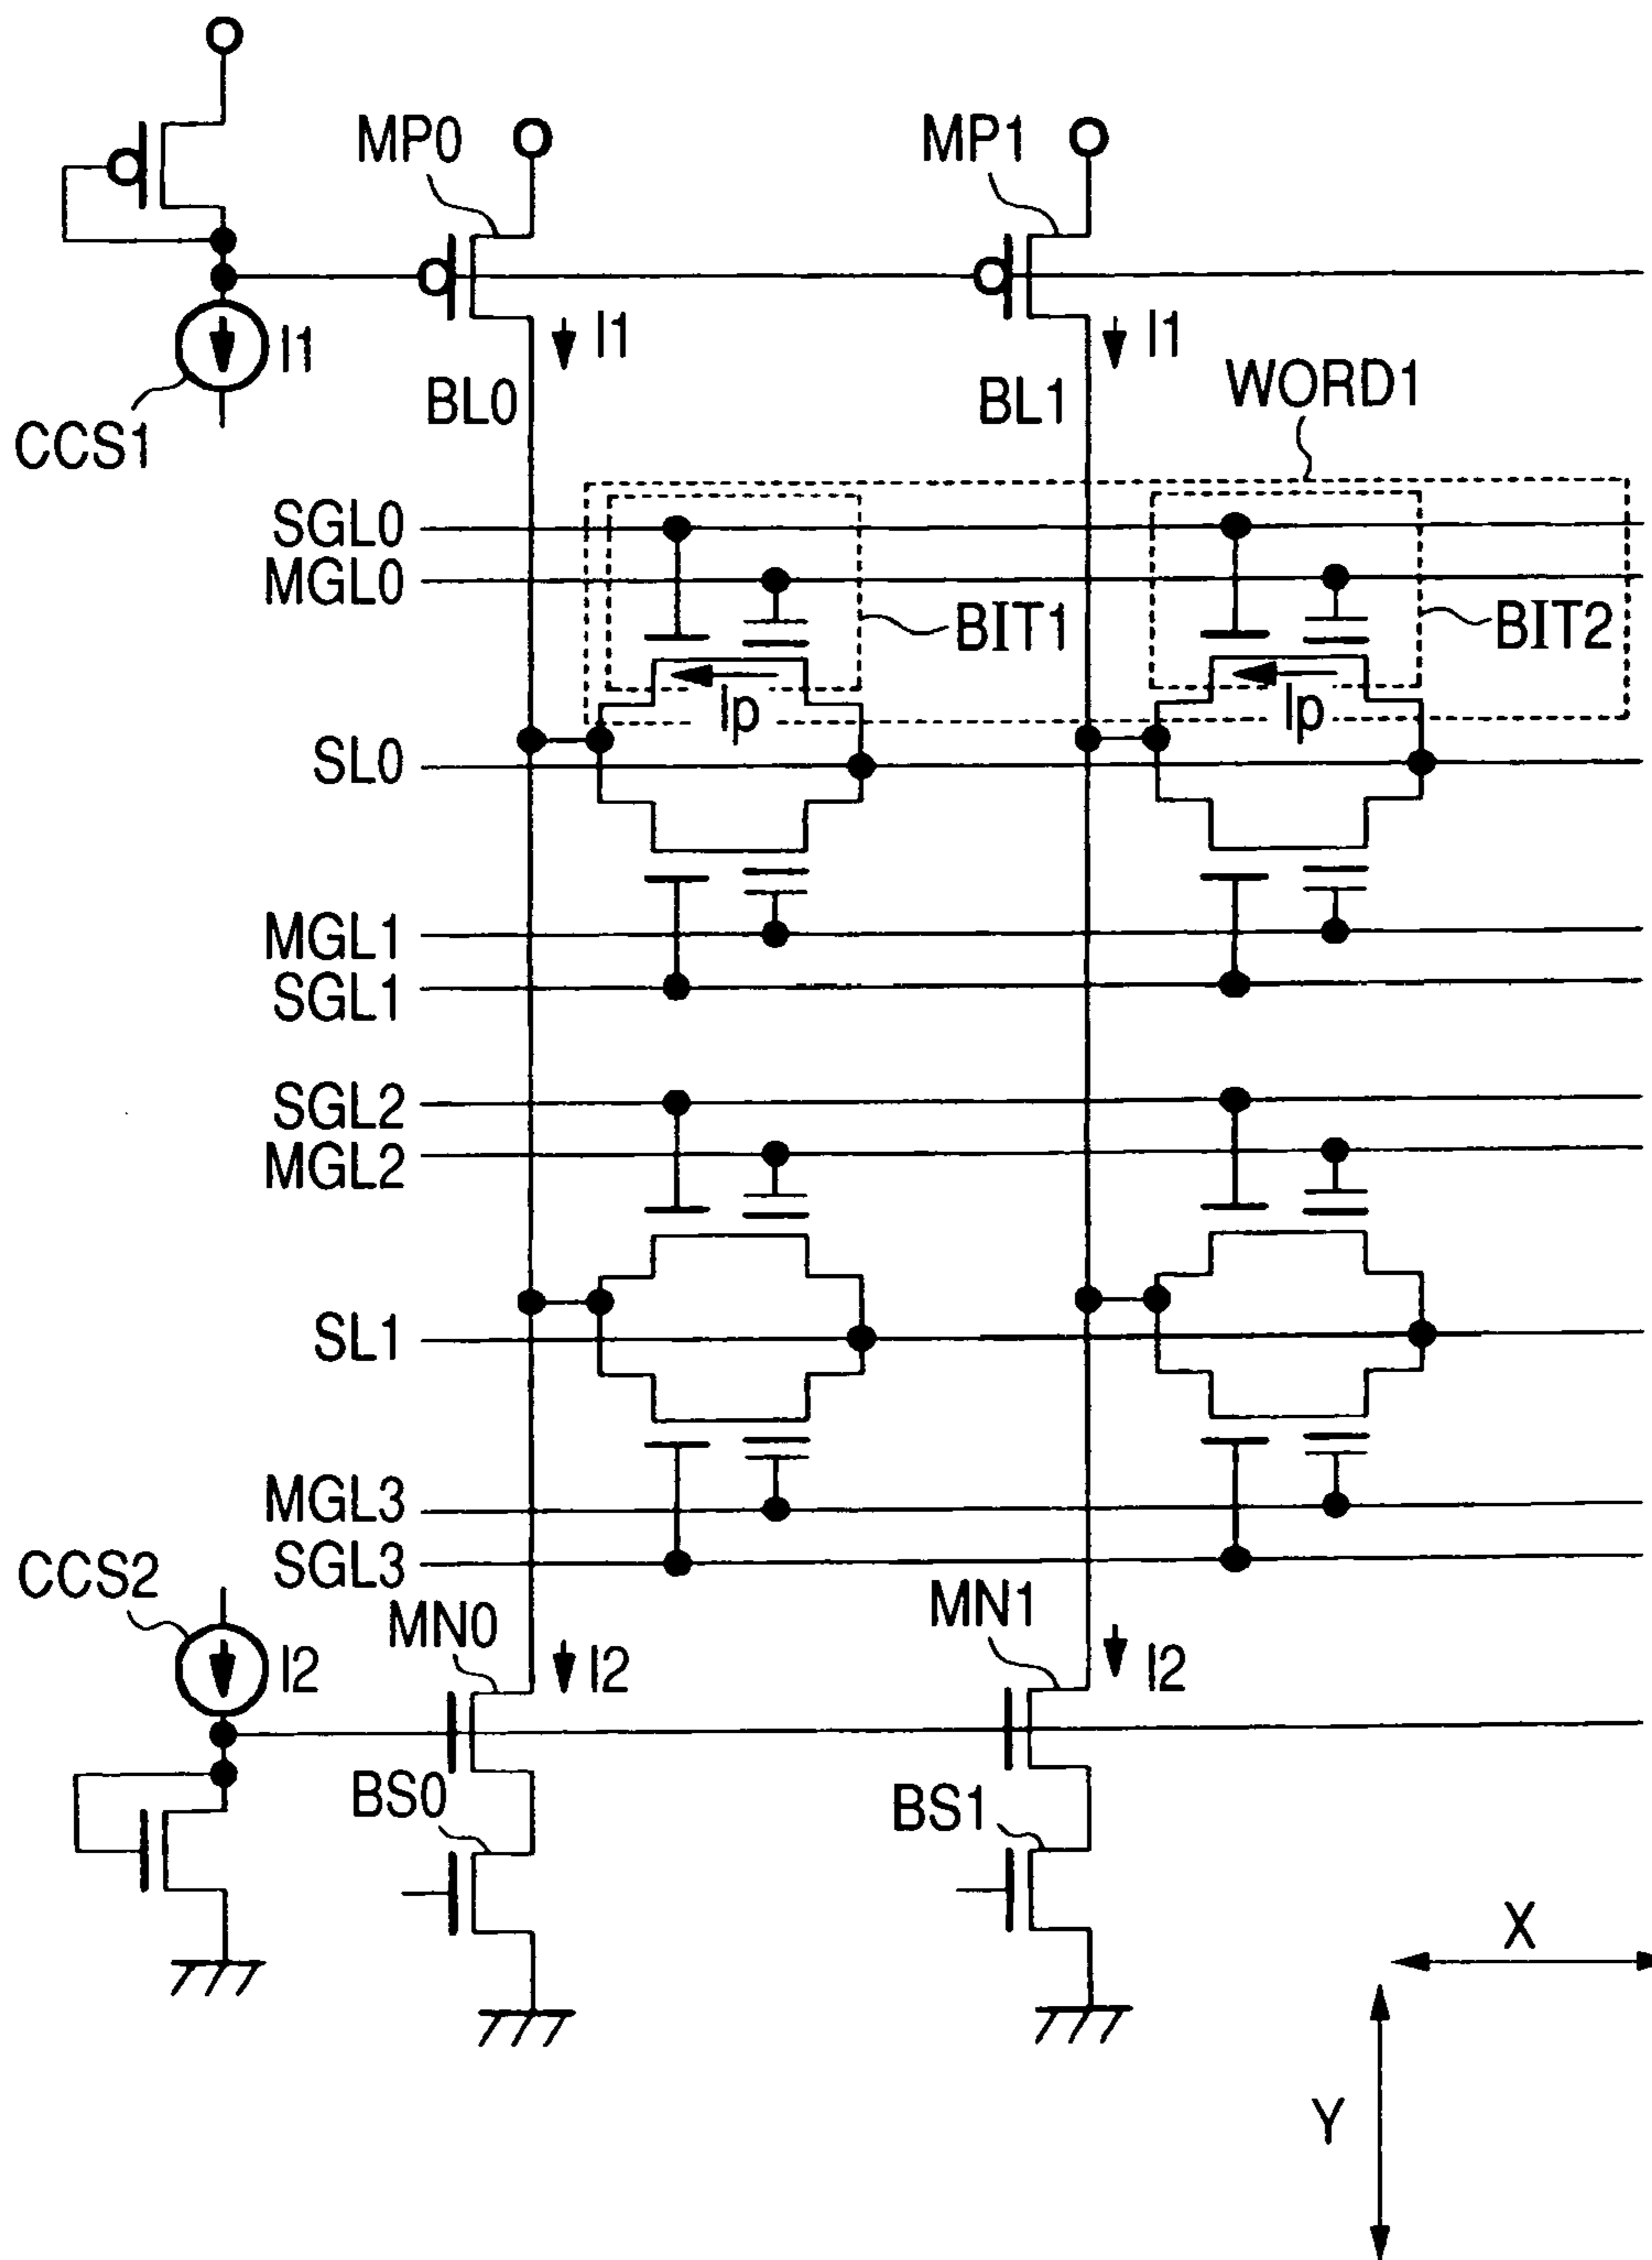 MP0
MP1
I1
I1
I1
CCS1
BL0
BL1
WORD1
SGL0
MGL0
BIT1
BIT2
Ip
Ip
SL0
MGL1
SGL1
SGL2
MGL2
SL1
MGL3
SGL3
CCS2
MN0
MN1
I2
I2
I2
BS0
BS1
X
Y